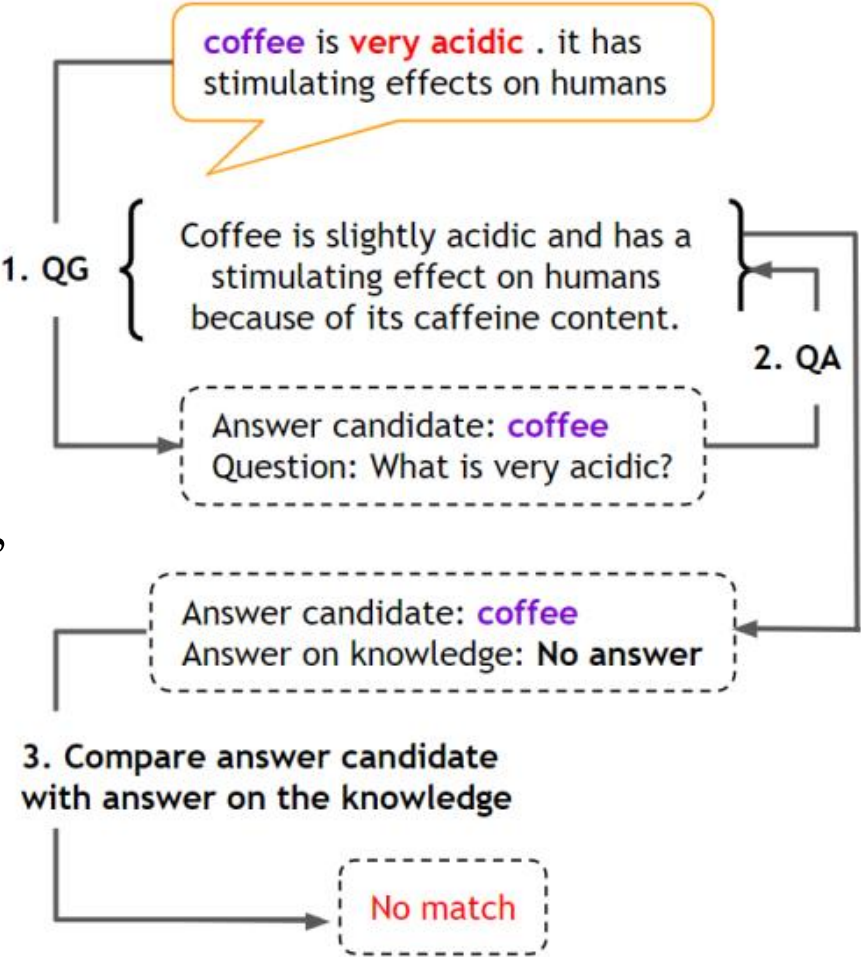 coffee is very acidic . it has
stimulating effects on humans
Coffee is slightly acidic and has a
stimulating effect on humans
because of its caffeine content.
1. QG
2. QA
Answer candidate: coffee
Question: What is very acidic?
,
Answer candidate: coffee
Answer on knowledge: No answer
3. Compare answer candidate
with answer on the knowledge
No match